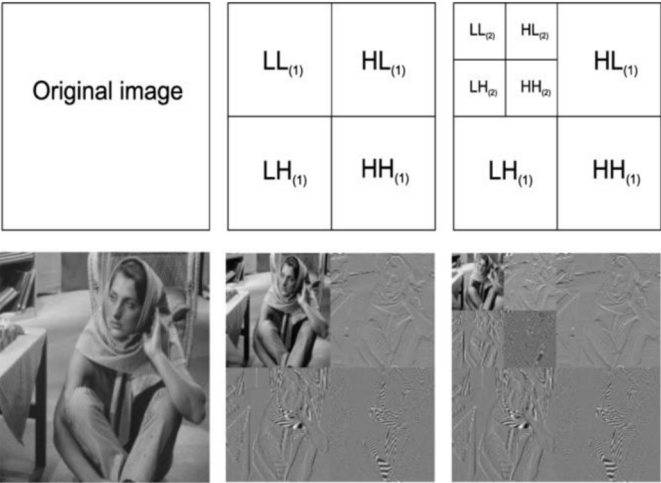 Original image
LL(1) HL(1)
LH(1) HH(1)
LL(2) HL(2)
LH(2) HH(2)
HL(1)
LH(1) HH(1)